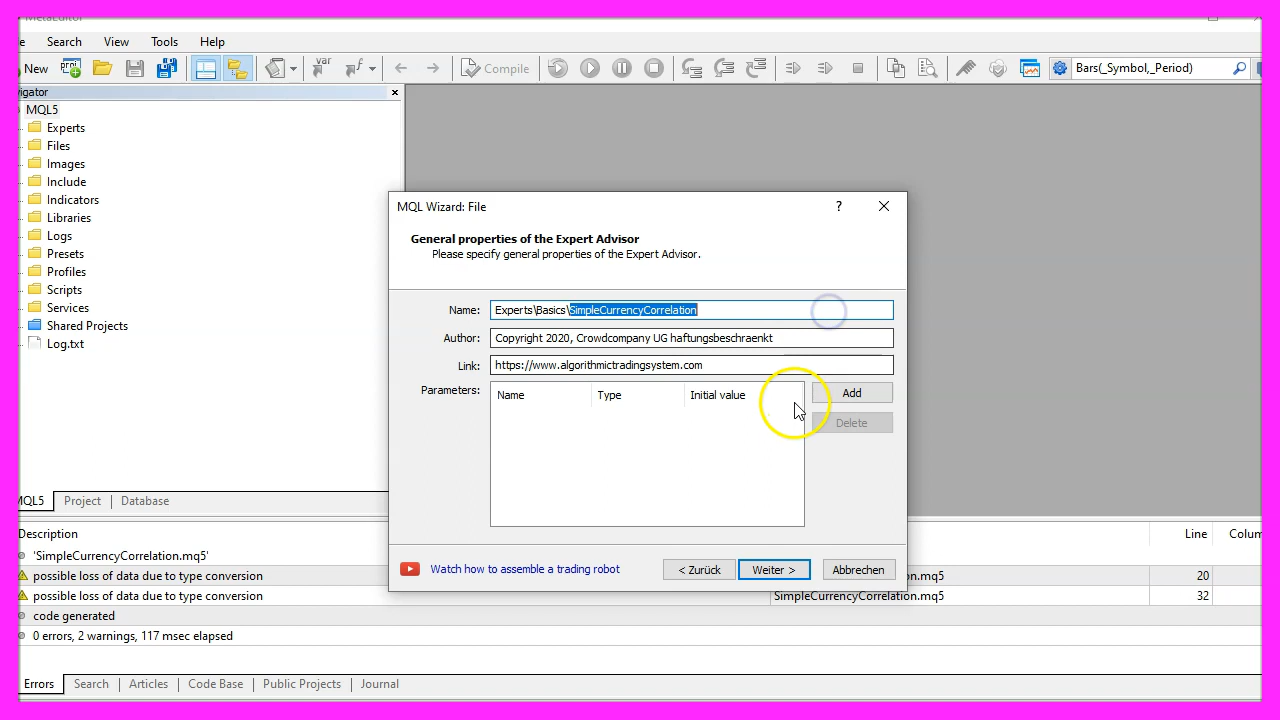 MetaEditor
Search View Tools Help
New Compile Bars(_Symbol,_Period)
MQL5
Experts
Files
Images
Include
Indicators
Libraries
Logs
Presets
Profiles
Scripts
Services
Shared Projects
Log.txt
MQL5 Project Database
MQL Wizard: File ?
General properties of the Expert Advisor
Please specify general properties of the Expert Advisor.
Name: Experts\Basics\SimpleCurrencyCorrelation
Author: Copyright 2020, Crowdcompany UG haftungsbeschraenkt
Link: https://www.algorithmictradingsystem.com
Parameters: Name Type Initial value Add
Delete
Watch how to assemble a trading robot < Zurück Weiter > Abbrechen
Description Line
'SimpleCurrencyCorrelation.mq5'
possible loss of data due to type conversion 20
possible loss of data due to type conversion SimpleCurrencyCorrelation.mq5 32
code generated
0 errors, 2 warnings, 117 msec elapsed
Errors Search Articles Code Base Public Projects Journal